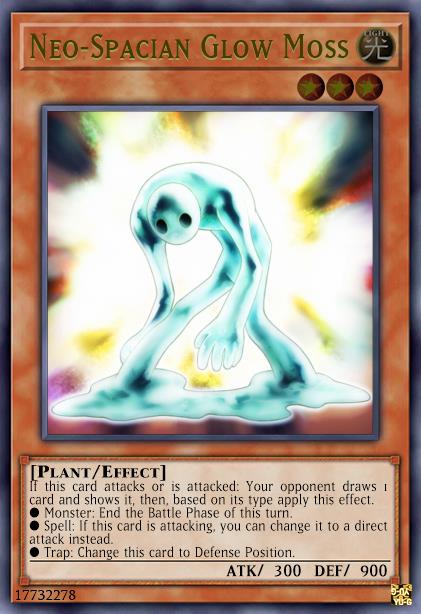 Neo-Spacian Glow Moss
LIGHT
光
[Plant/Effect]
If this card attacks or is attacked: Your opponent draws 1
card and shows it, then, based on its type apply this effect.
● Monster: End the Battle Phase of this turn.
● Spell: If this card is attacking, you can change it to a direct
attack instead.
● Trap: Change this card to Defense Position.
ATK/ 300 DEF/ 900
17732278